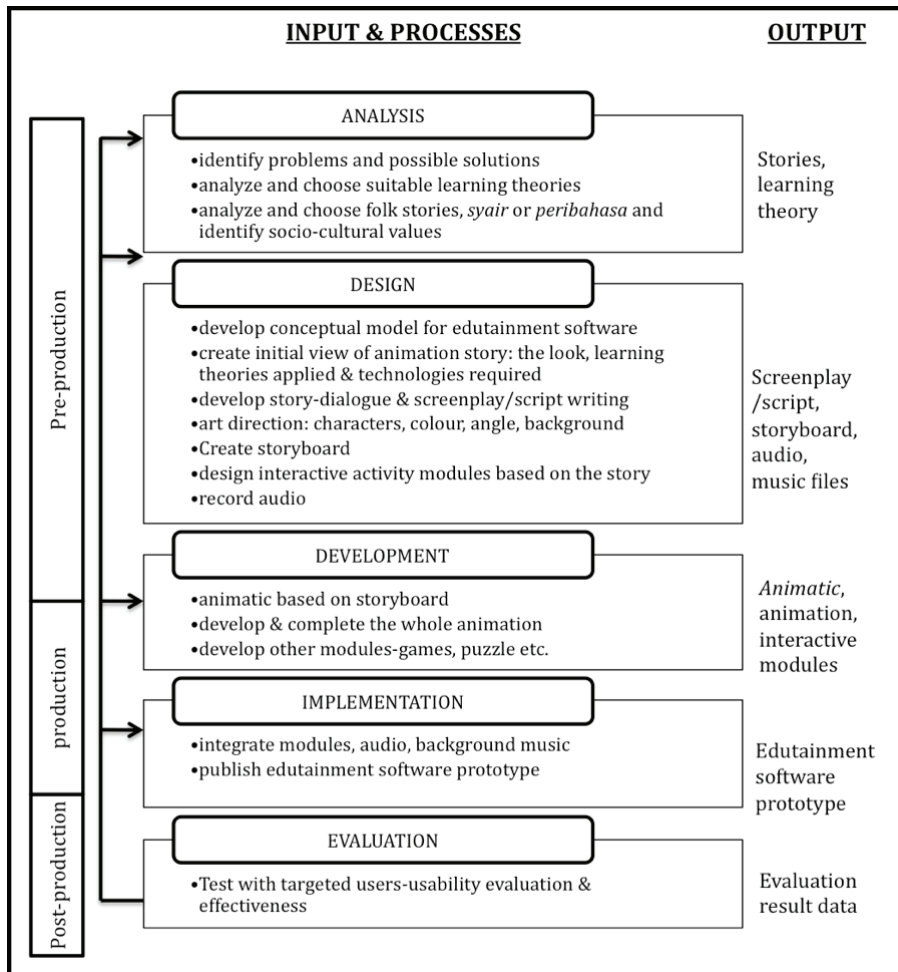 INPUT & PROCESSES
OUTPUT
Pre-production
ANALYSIS
•identify problems and possible solutions
•analyze and choose suitable learning theories
•analyze and choose folk stories, syair or peribahasa and
identify socio-cultural values
Stories,
learning
theory
DESIGN
•develop conceptual model for edutainment software
•create initial view of animation story: the look, learning
theories applied & technologies required
•develop story-dialogue & screenplay/script writing
•art direction: characters, colour, angle, background
•Create storyboard
•design interactive activity modules based on the story
•record audio
Screenplay
/script,
storyboard,
audio,
music files
DEVELOPMENT
•animatic based on storyboard
•develop & complete the whole animation
•develop other modules-games, puzzle etc.
Animatic,
animation,
interactive
modules
production
IMPLEMENTATION
•integrate modules, audio, background music
•publish edutainment software prototype
Edutainment
software
prototype
Post-production
EVALUATION
•Test with targeted users-usability evaluation &
effectiveness
Evaluation
result data